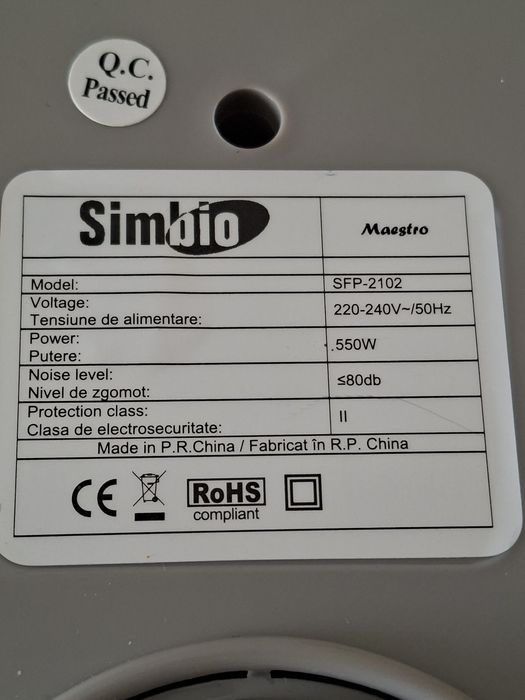 Q.C.
Passed
Simbio
Maestro
Model: SFP-2102
Voltage:
Tensiune de alimentare: 220-240V~/50Hz
Power:
Putere: .550W
Noise level:
Nivel de zgomot: ≤80db
Protection class:
Clasa de electrosecuritate: II
Made in P.R.China / Fabricat în R.P. China
CE
RoHS
compliant